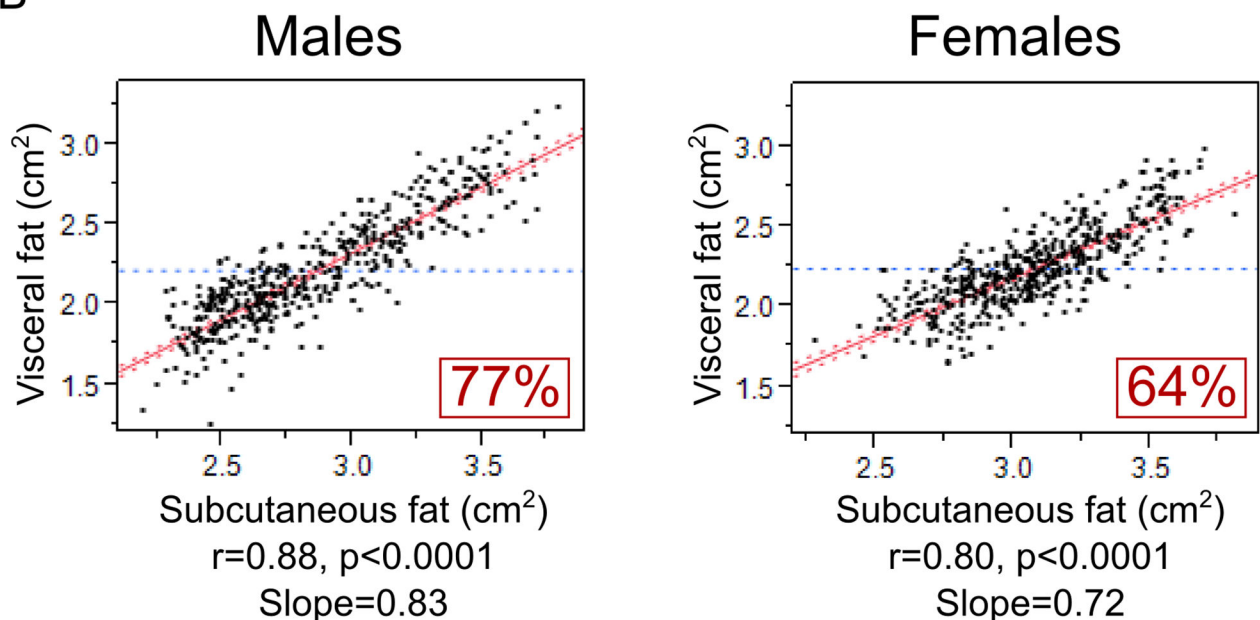 B
Males
Females
Visceral fat (cm²)
3.0
2.5
2.0
1.5
77%
2.5 3.0 3.5
Subcutaneous fat (cm²)
r=0.88, p<0.0001
Slope=0.83
Visceral fat (cm²)
3.0
2.5
2.0
1.5
64%
2.5 3.0 3.5
Subcutaneous fat (cm²)
r=0.80, p<0.0001
Slope=0.72